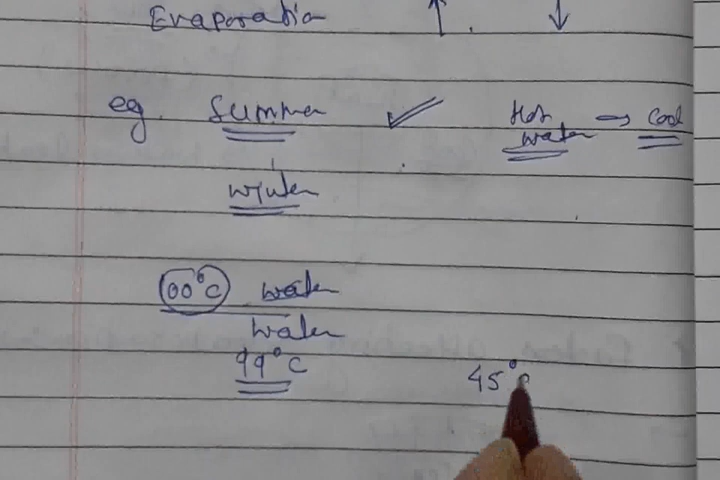 Evaporation ↑ . ↓
eg. Summer ✓ Hot → Cool
water
winter
100°C water
water
99°C
45°C